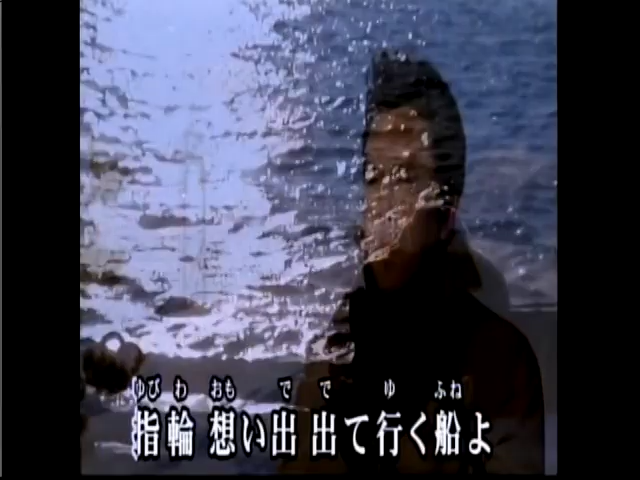 ゆび わ おも で で ゆ ふね
指輪 想い出 出て行く船よ